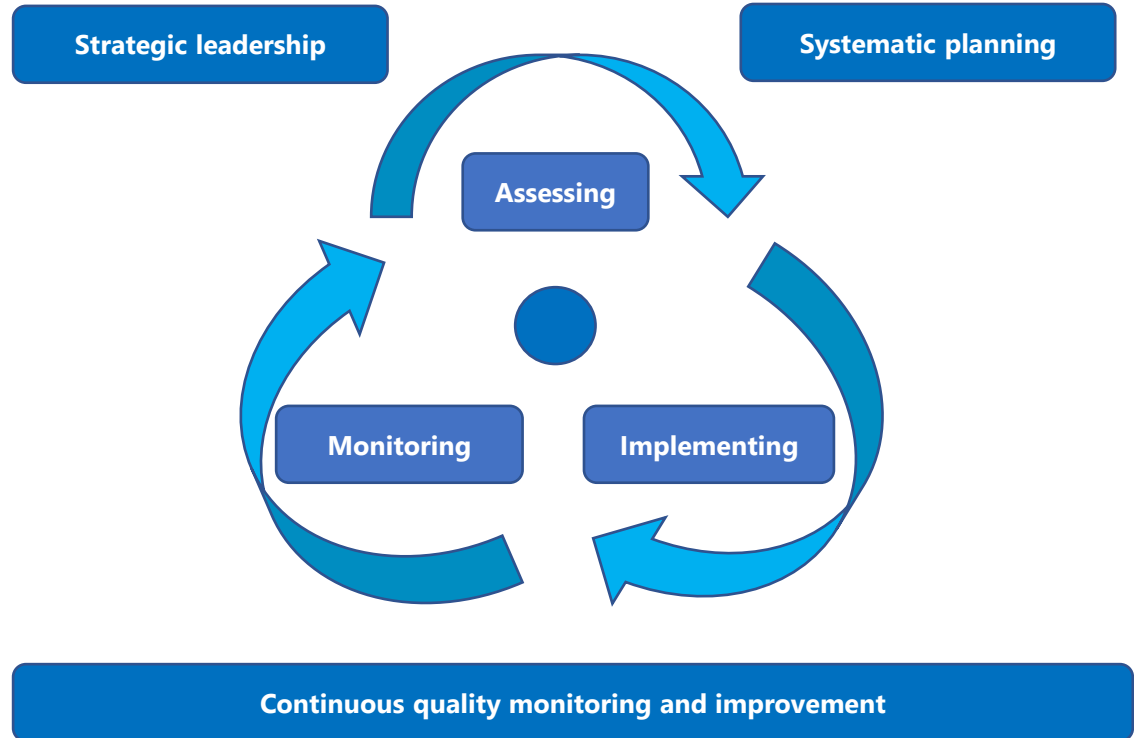 Strategic leadership
Systematic planning
Assessing
Monitoring
Implementing
Continuous quality monitoring and improvement